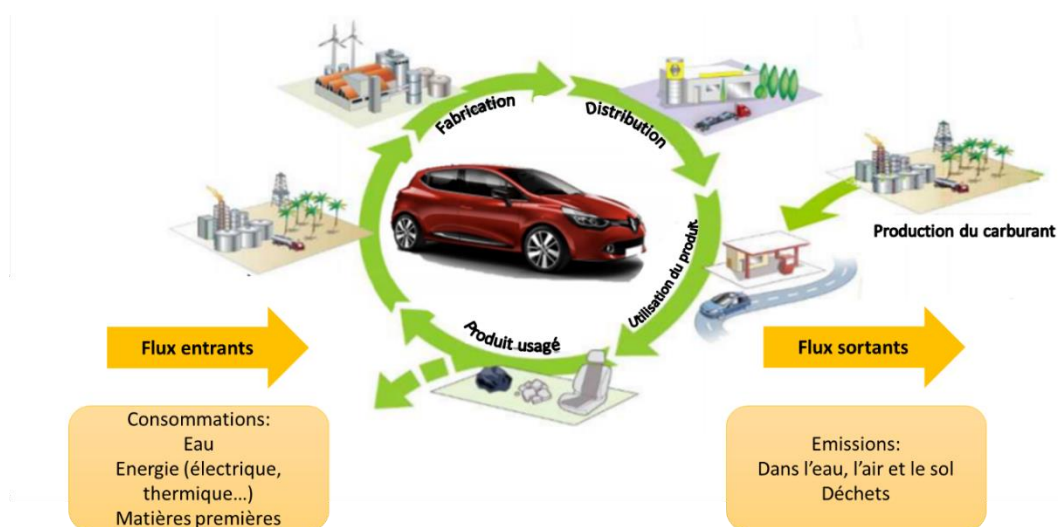 Fabrication
Distribution
Utilisation du produit
Production du carburant
Produit usagé
Flux entrants
Flux sortants
Consommations:
Eau
Energie (électrique,
thermique...)
Matières premières
Emissions:
Dans l'eau, l'air et le sol
Déchets